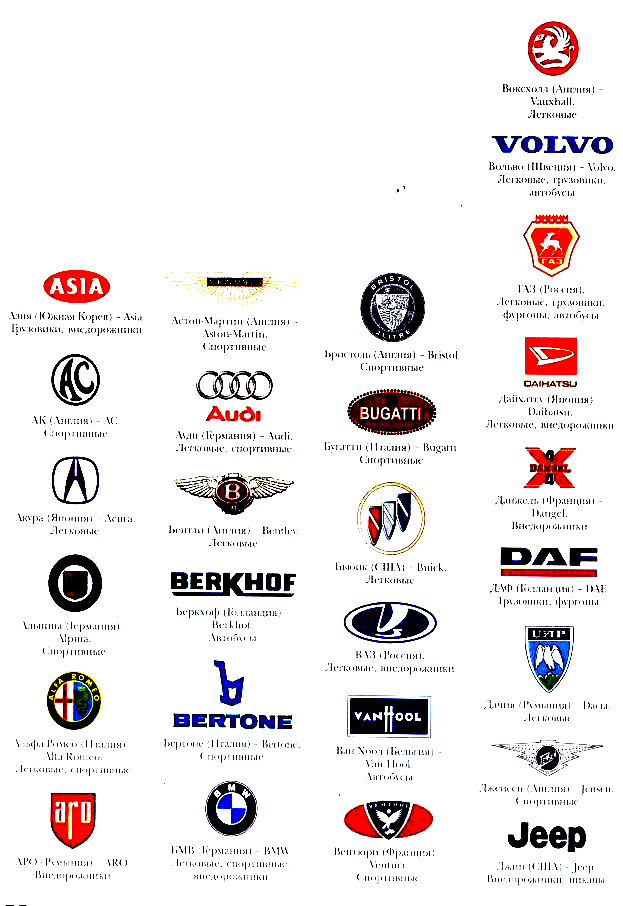 ASIA
Азия (Южная Корея) – Asia
Грузовики, внедорожники
AC
АК (Англия) – AC
Спортивные
Акура (Япония) – Acura.
Легковые
Альпина (Германия) –
Alpina.
Спортивные
ALFA ROMEO
Альфа Ромео (Италия)
Alfa Romeo.
Легковые, спортивные
aro
АРО (Румыния) – ARO
Внедорожники
Астон-Мартин (Англия) –
Aston-Martin.
Спортивные
Audi
Ауди (Германия) – Audi.
Легковые, спортивные
B
Бентли (Англия) – Bentley.
Легковые
BERKHOF
Беркхоф (Голландия)
Berkhof.
Автобусы
b
BERTONE
Бертоне (Италия) – Bertone.
Спортивные
BMW
БМВ (Германия) – BMW
Легковые, спортивные,
внедорожники
BRISTOL
Бристоль (Англия) – Bristol.
Спортивные
BUGATTI
Бугатти (Италия) – Bugatti
Спортивные
Бьюик (США) – Buick.
Легковые
ВАЗ (Россия).
Легковые, внедорожники
VAN HOOL
Ван Хоол (Бельгия) –
Van Hool.
Автобусы
VENTURI
Вентюри (Франция)
Venturi.
Спортивные
Воксхолл (Англия) –
Vauxhall.
Легковые
VOLVO
Вольво (Швеция) – Volvo.
Легковые, грузовики,
автобусы
ГАЗ
ГАЗ (Россия).
Легковые, грузовики,
фургоны, автобусы
DAIHATSU
Дайхатсу (Япония)
Daihatsu.
Легковые, внедорожники
4
DANGEL
4
Данжель (Франция) –
Dangel.
Внедорожники
DAF
ДАФ (Голландия) – DAF
Грузовики, фургоны
Дачия (Румыния) – Dacia.
Легковые
Дженсен (Англия) – Jensen.
Спортивные
Jeep
Джип (США) – Jeep
Внедорожники, пикапы